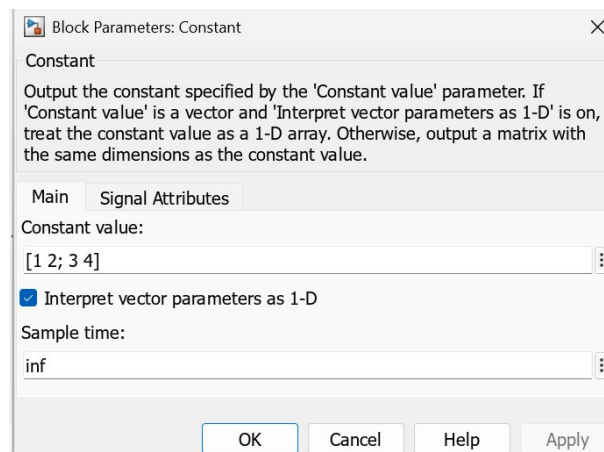 Block Parameters: Constant
Constant
Output the constant specified by the 'Constant value' parameter. If
'Constant value' is a vector and 'Interpret vector parameters as 1-D' is on,
treat the constant value as a 1-D array. Otherwise, output a matrix with
the same dimensions as the constant value.
Main Signal Attributes
Constant value:
[1 2; 3 4]
Interpret vector parameters as 1-D
Sample time:
inf
OK Cancel Help Apply